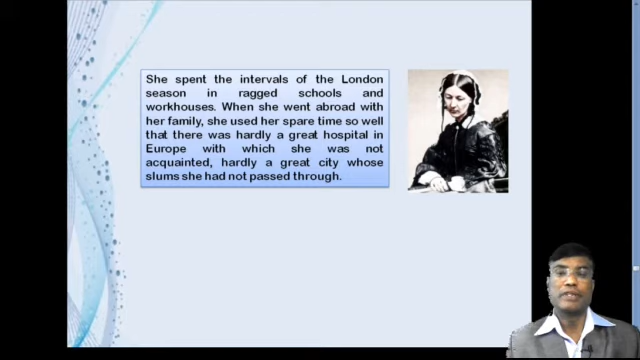 She spent the intervals of the London
season in ragged schools and
workhouses. When she went abroad with
her family, she used her spare time so well
that there was hardly a great hospital in
Europe with which she was not
acquainted, hardly a great city whose
slums she had not passed through.